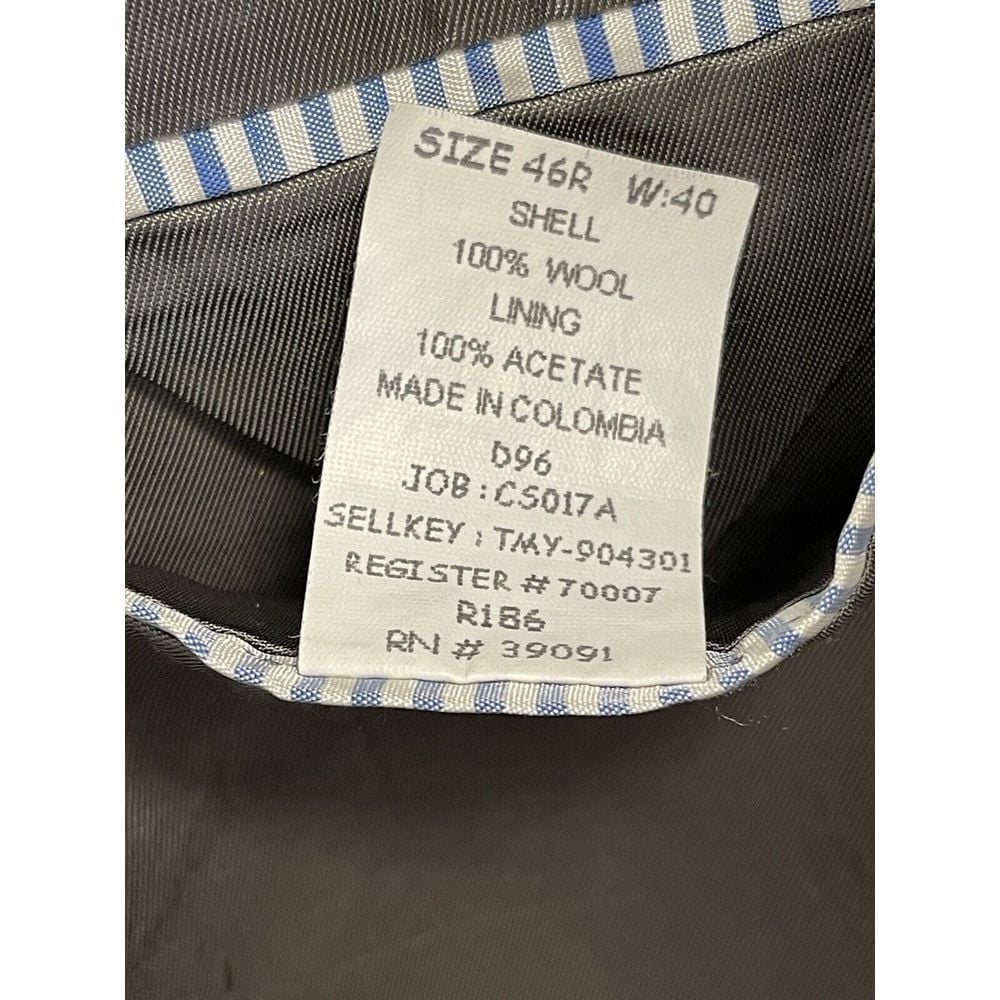 SIZE 46R W:40
SHELL
100% WOOL
LINING
100% ACETATE
MADE IN COLOMBIA
D96
JOB : CS017A
SELLKEY : TMY-904301
REGISTER # 70007
R186
RN # 39091